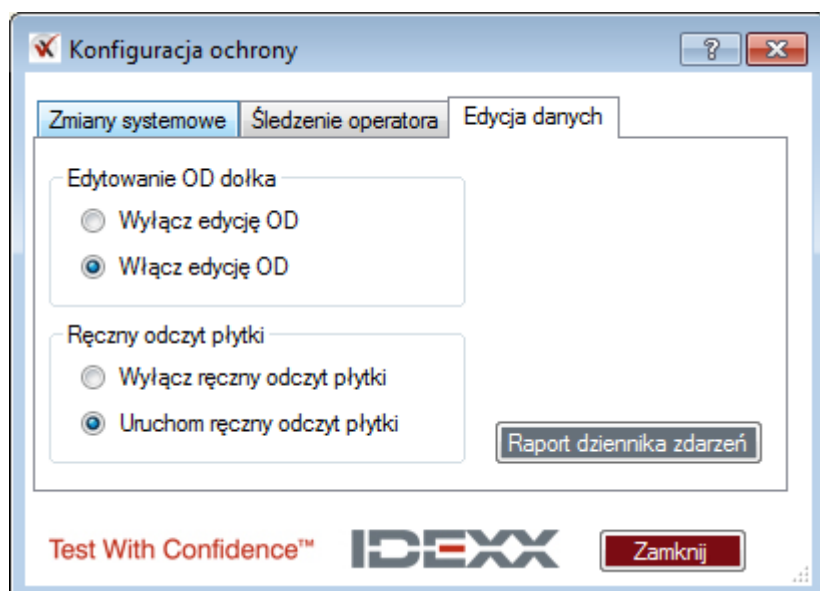 Konfiguracja ochrony
Zmiany systemowe Śledzenie operatora Edycja danych
Edytowanie OD dołka
Wyłącz edycję OD
Włącz edycję OD
Ręczny odczyt płytki
Wyłącz ręczny odczyt płytki
Uruchom ręczny odczyt płytki
Raport dziennika zdarzeń
Test With Confidence™ IDEXX Zamknij